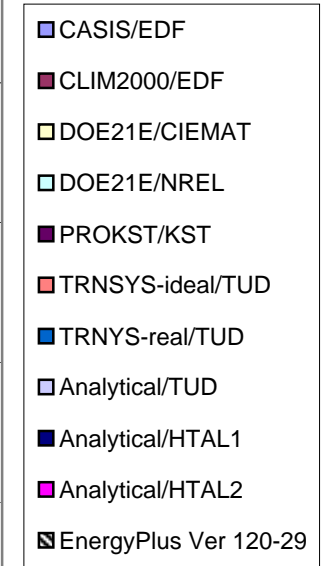 CASIS/EDF
CLIM2000/EDF
DOE21E/CIEMAT
DOE21E/NREL
PROKST/KST
TRNSYS-ideal/TUD
TRNYS-real/TUD
Analytical/TUD
Analytical/HTAL1
Analytical/HTAL2
EnergyPlus Ver 120-29